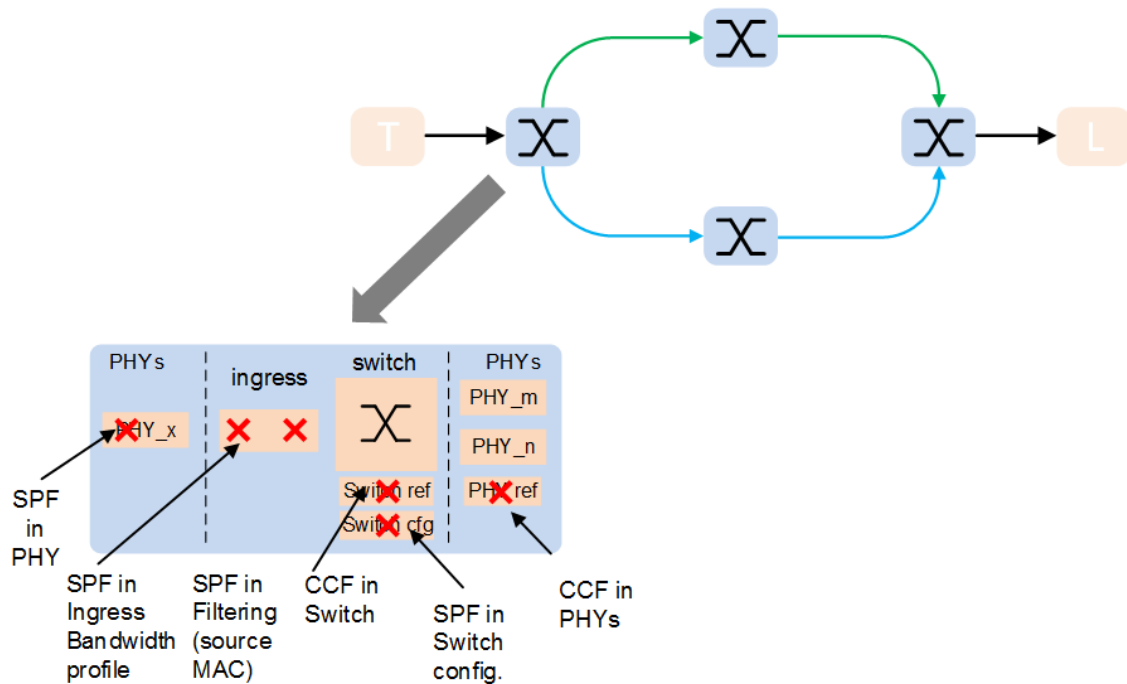 T
L
PHYs
ingress
switch
PHYs
PHY_x
PHY_m
PHY_n
Switch ref
PHY ref
Switch cfg
SPF
in
PHY
SPF in
Ingress
Bandwidth
profile
SPF in
Filtering
(source
MAC)
CCF in
Switch
SPF in
Switch
config.
CCF in
PHYs